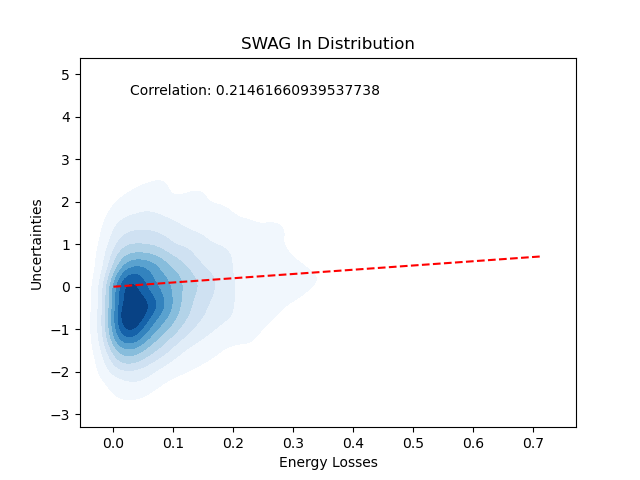 SWAG In Distribution
Correlation: 0.21461660939537738
Uncertainties
5
4
3
2
1
0
−1
−2
−3
0.0 0.1 0.2 0.3 0.4 0.5 0.6 0.7
Energy Losses